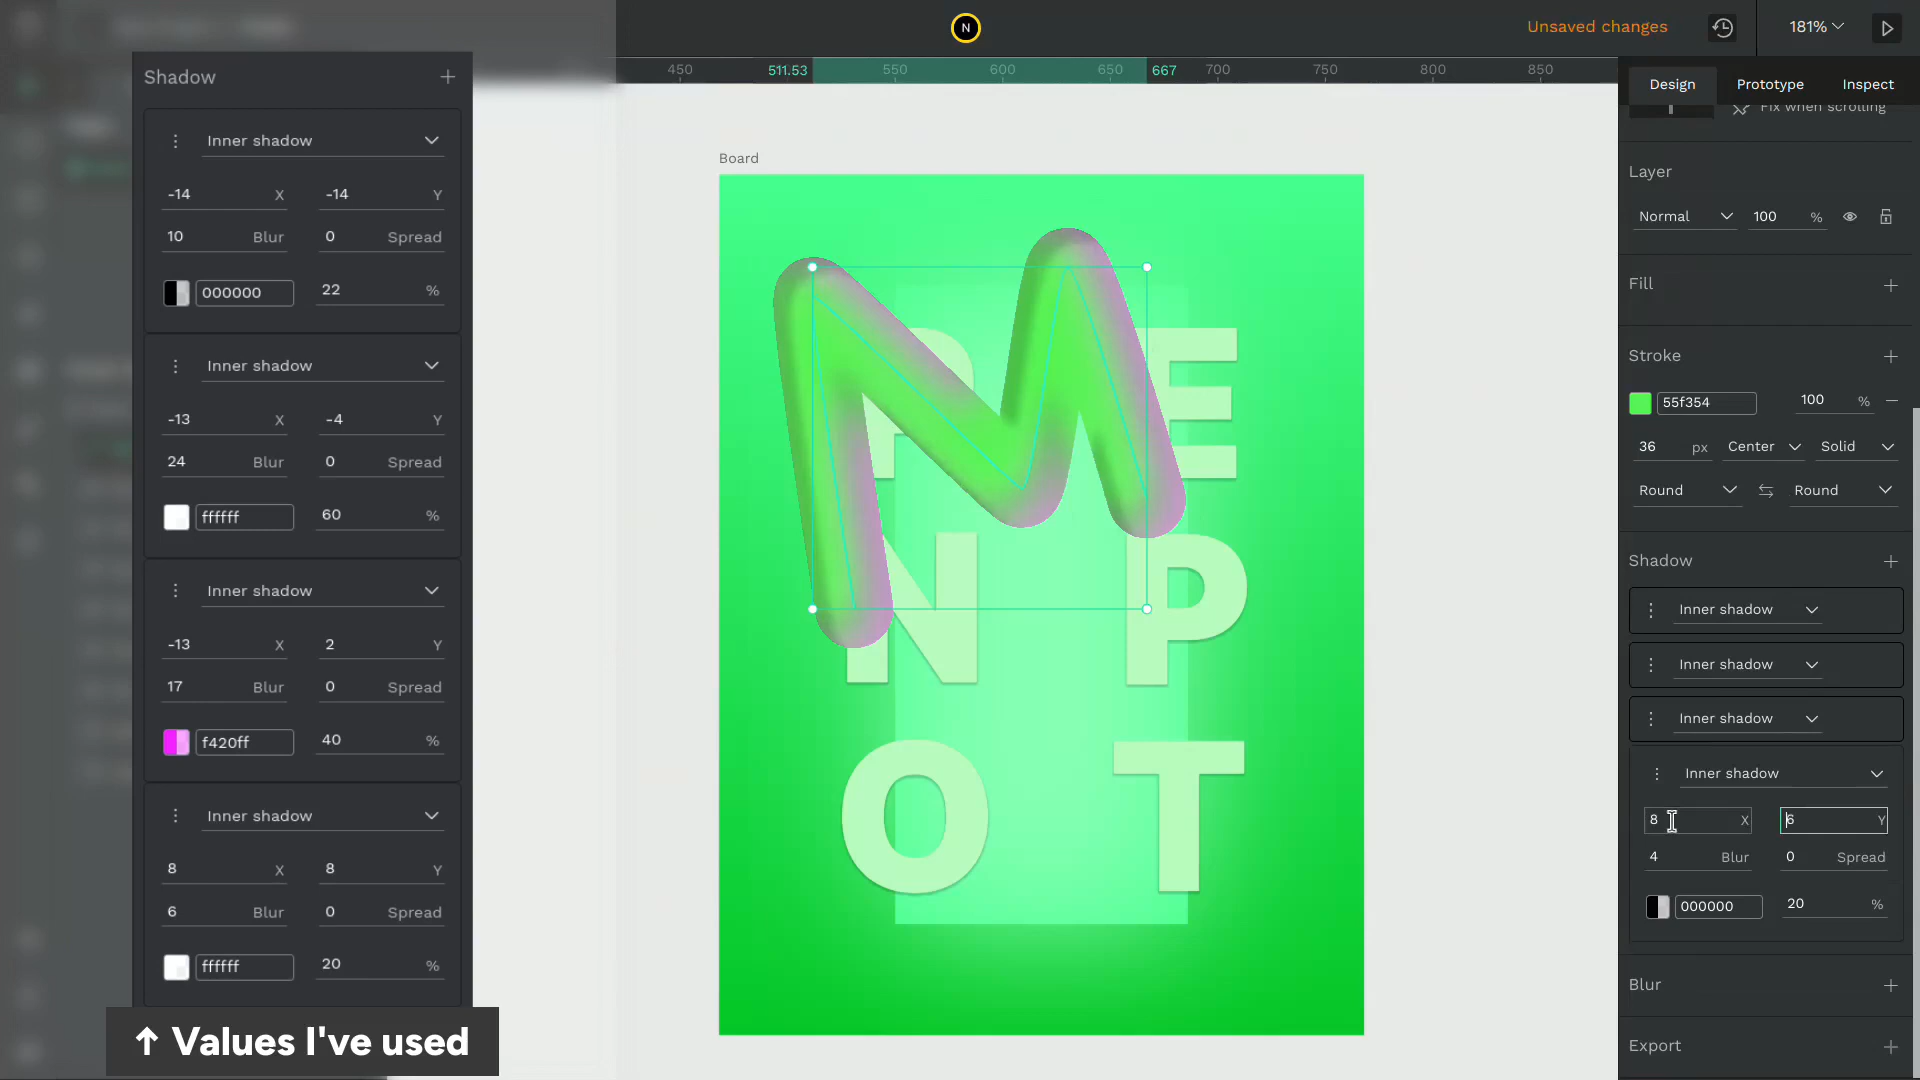 Shadow
Inner shadow
-14 X -14 Y
10 Blur 0 Spread
000000 22 %
Inner shadow
-13 X -4 Y
24 Blur 0 Spread
ffffff 60 %
Inner shadow
-13 X 2 Y
17 Blur 0 Spread
f420ff 40 %
Inner shadow
8 X 8 Y
6 Blur 0 Spread
ffffff 20 %
↑ Values I've used
N
Unsaved changes
181%
450 511.53 550 600 650 667 700 750 800 850
Board
E
N P
O T
Design Prototype Inspect
Fix when scrolling
Layer
Normal 100 %
Fill
Stroke
55f354 100 %
36 px Center Solid
Round Round
Shadow
Inner shadow
Inner shadow
Inner shadow
Inner shadow
8 X 6 Y
4 Blur 0 Spread
000000 20 %
Blur
Export